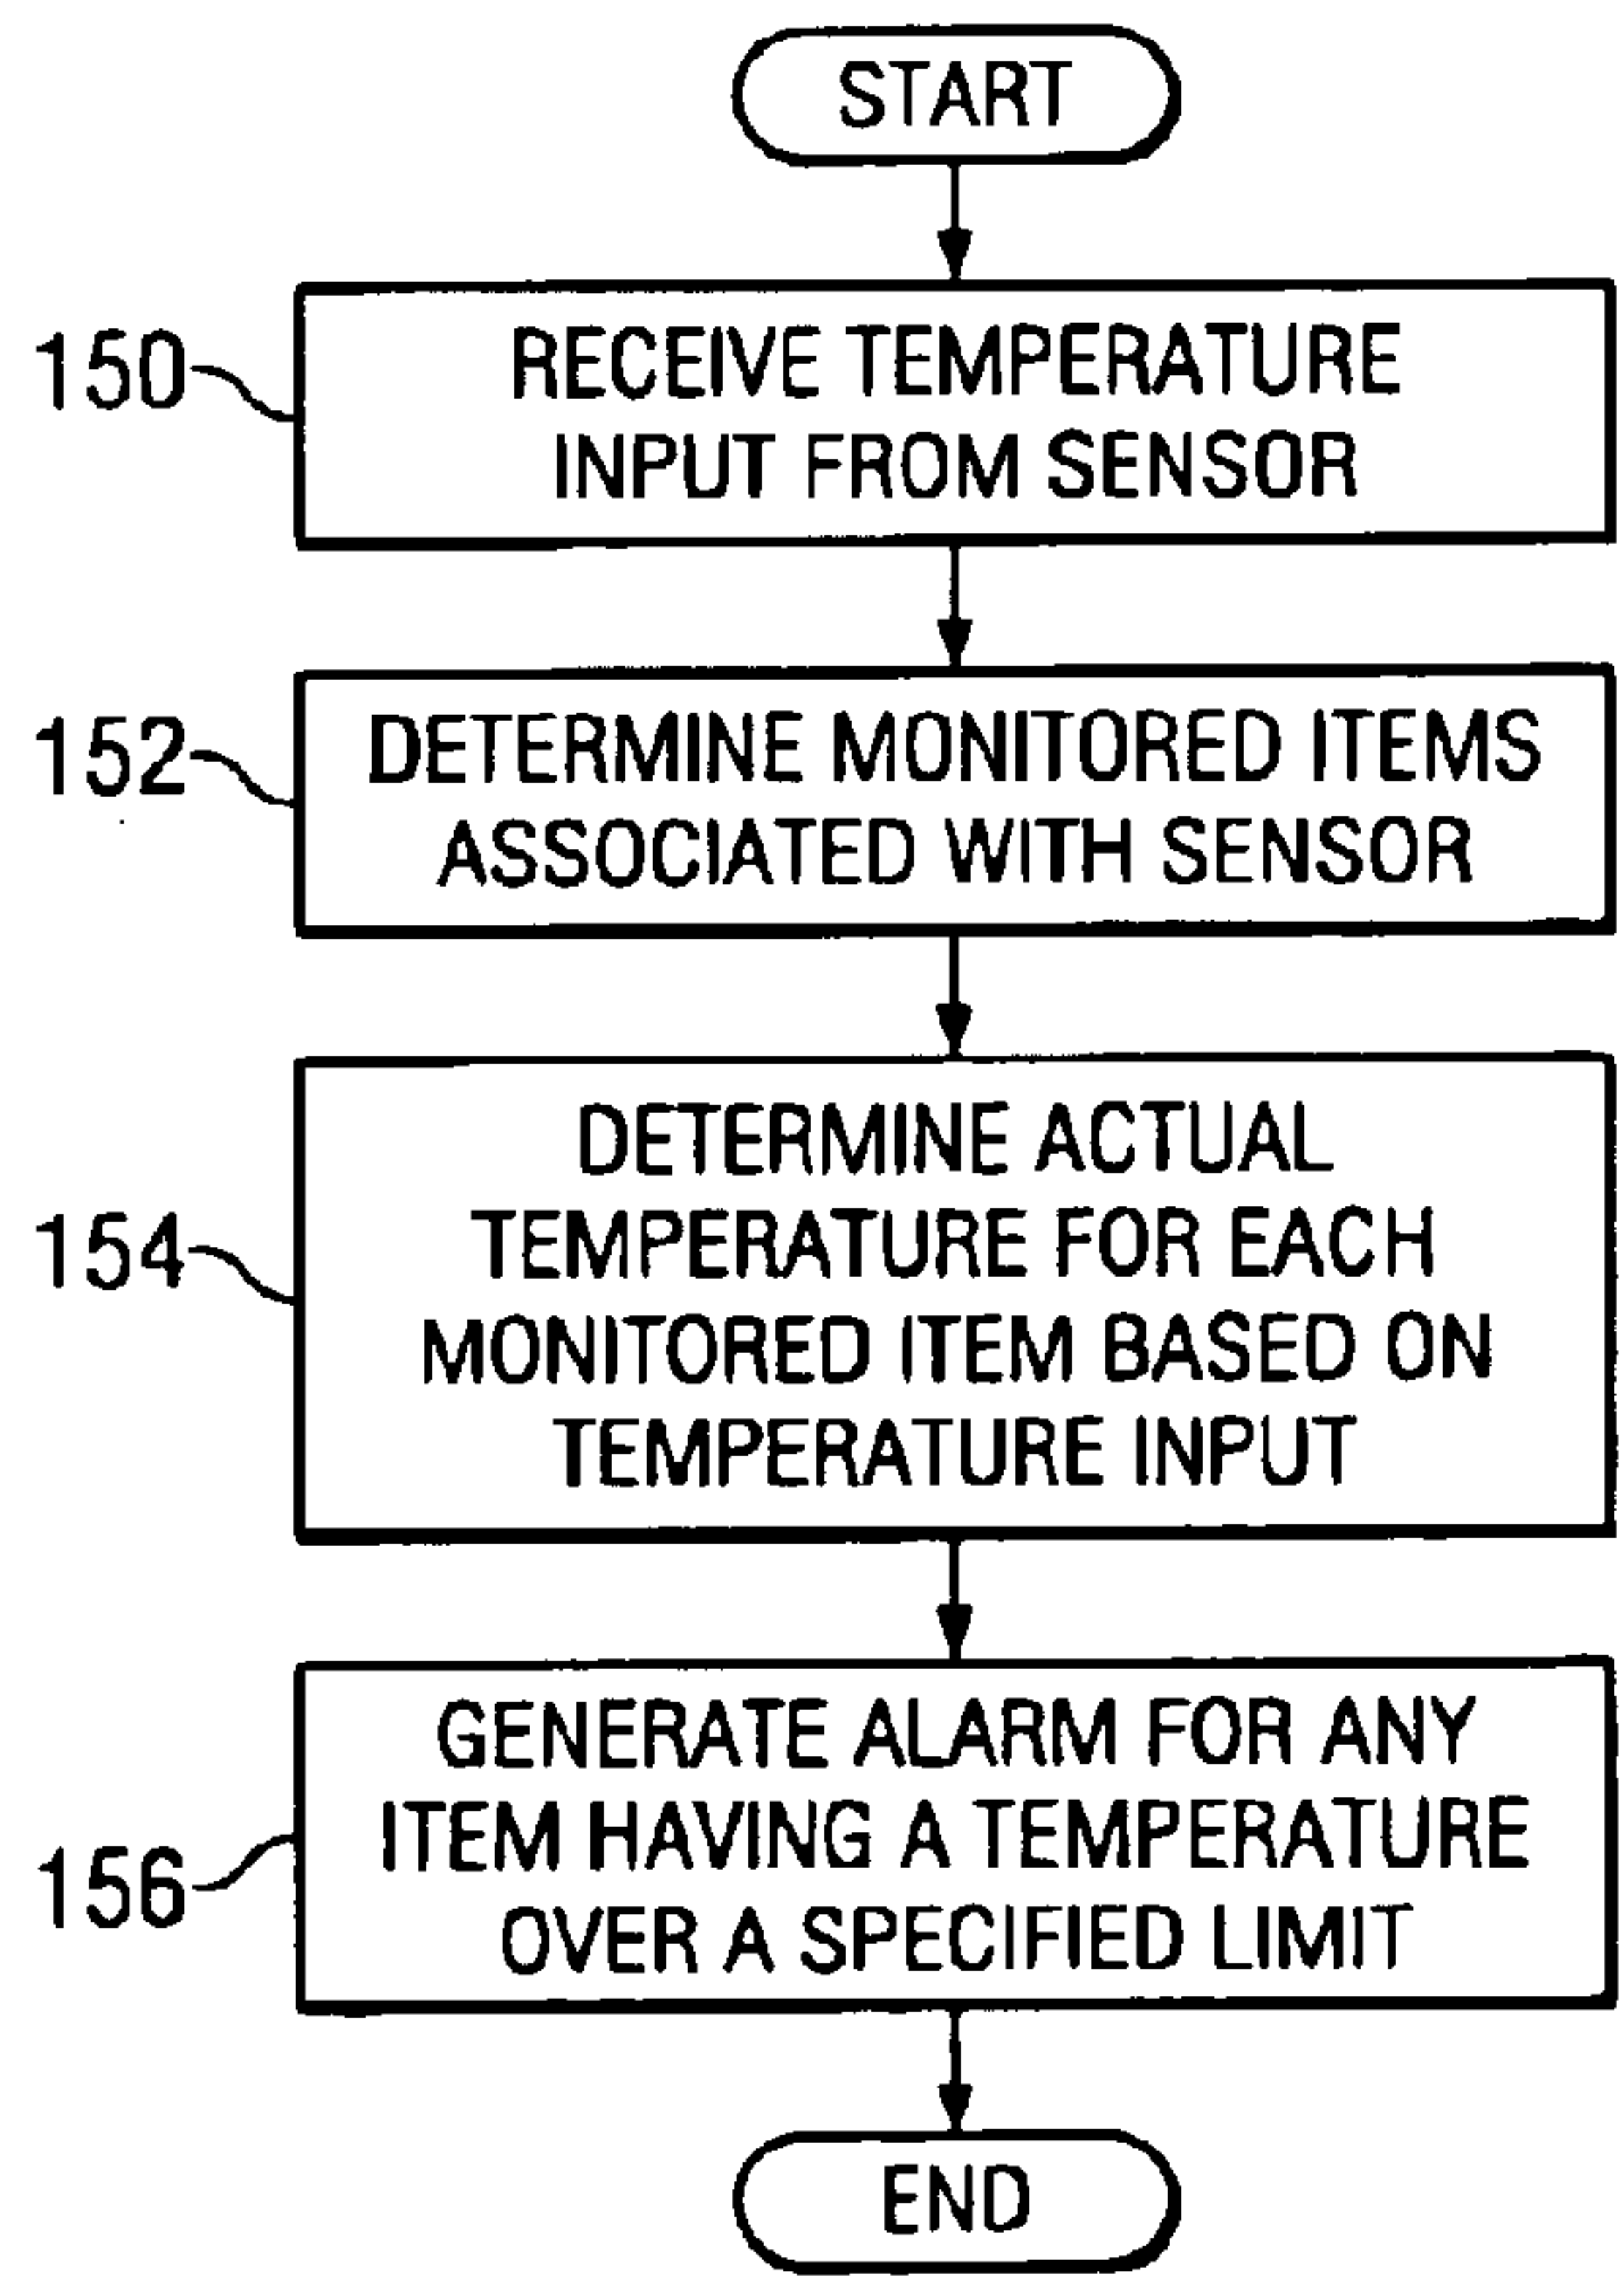 START
150
RECEIVE TEMPERATURE
INPUT FROM SENSOR
152
DETERMINE MONITORED ITEMS
ASSOCIATED WITH SENSOR
154
DETERMINE ACTUAL
TEMPERATURE FOR EACH
MONITORED ITEM BASED ON
TEMPERATURE INPUT
156
GENERATE ALARM FOR ANY
ITEM HAVING A TEMPERATURE
OVER A SPECIFIED LIMIT
END